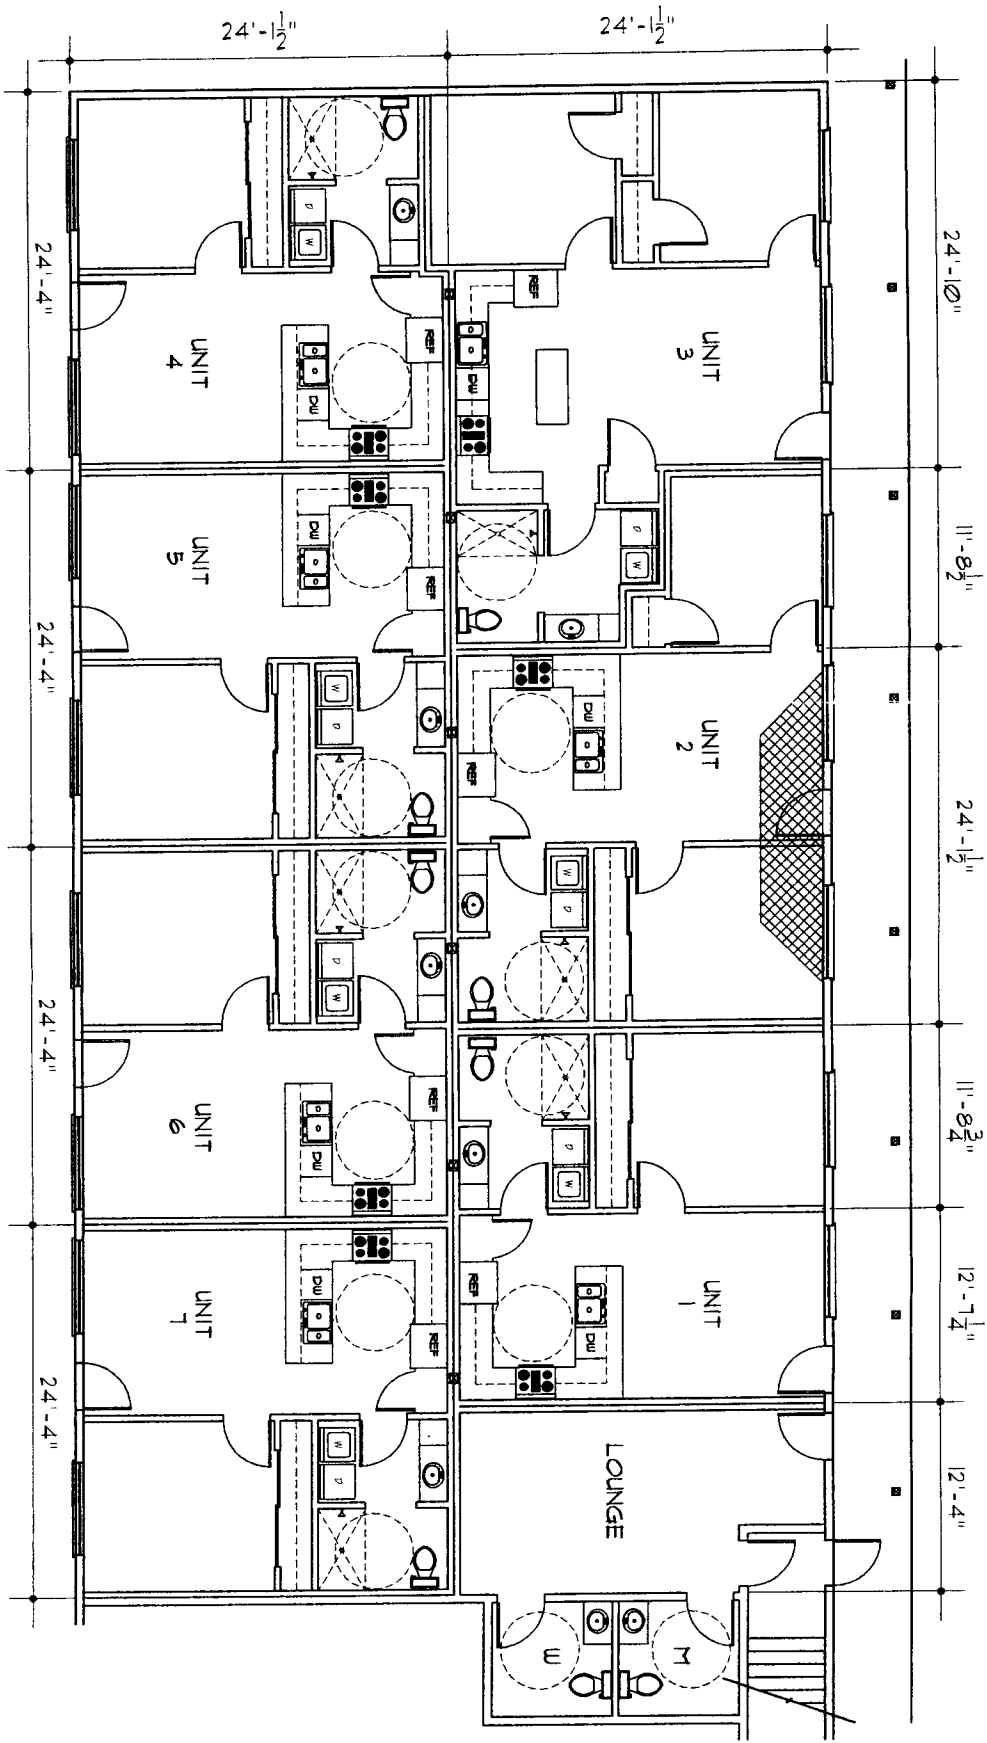 24'-1½"
24'-1½"
24'-10"
11'-8½"
24'-1½"
11'-8¾"
12'-7¼"
12'-4"
24'-4"
24'-4"
24'-4"
24'-4"
UNIT
4
REF
DW
D
W
UNIT
3
REF
DW
D
W
UNIT
5
DW
REF
W
D
UNIT
2
DW
REF
W
D
UNIT
6
REF
DW
D
W
UNIT
1
REF
DW
D
W
UNIT
7
DW
REF
W
D
LOUNGE
W
M